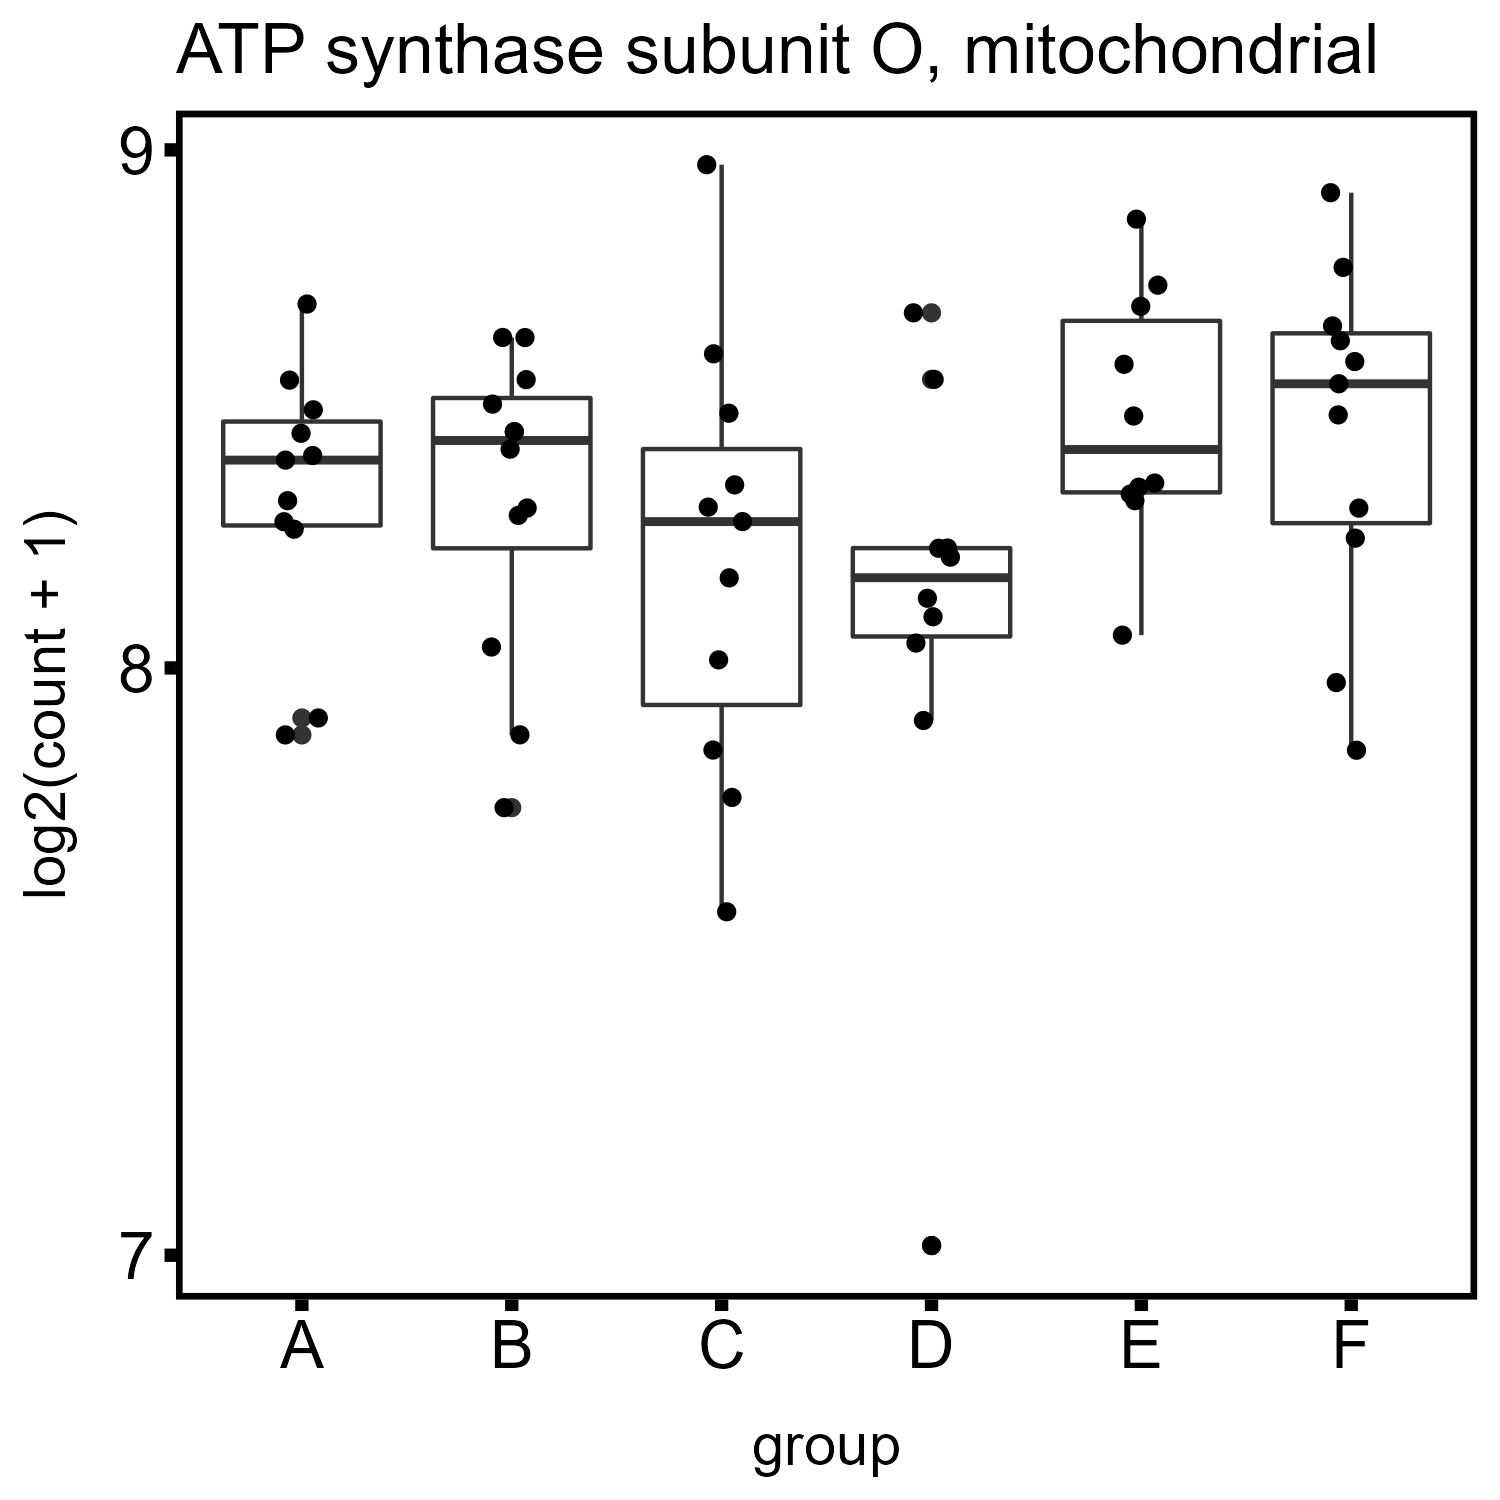 ATP synthase subunit O, mitochondrial
9
8
7
log2(count + 1)
A B C D E F
group